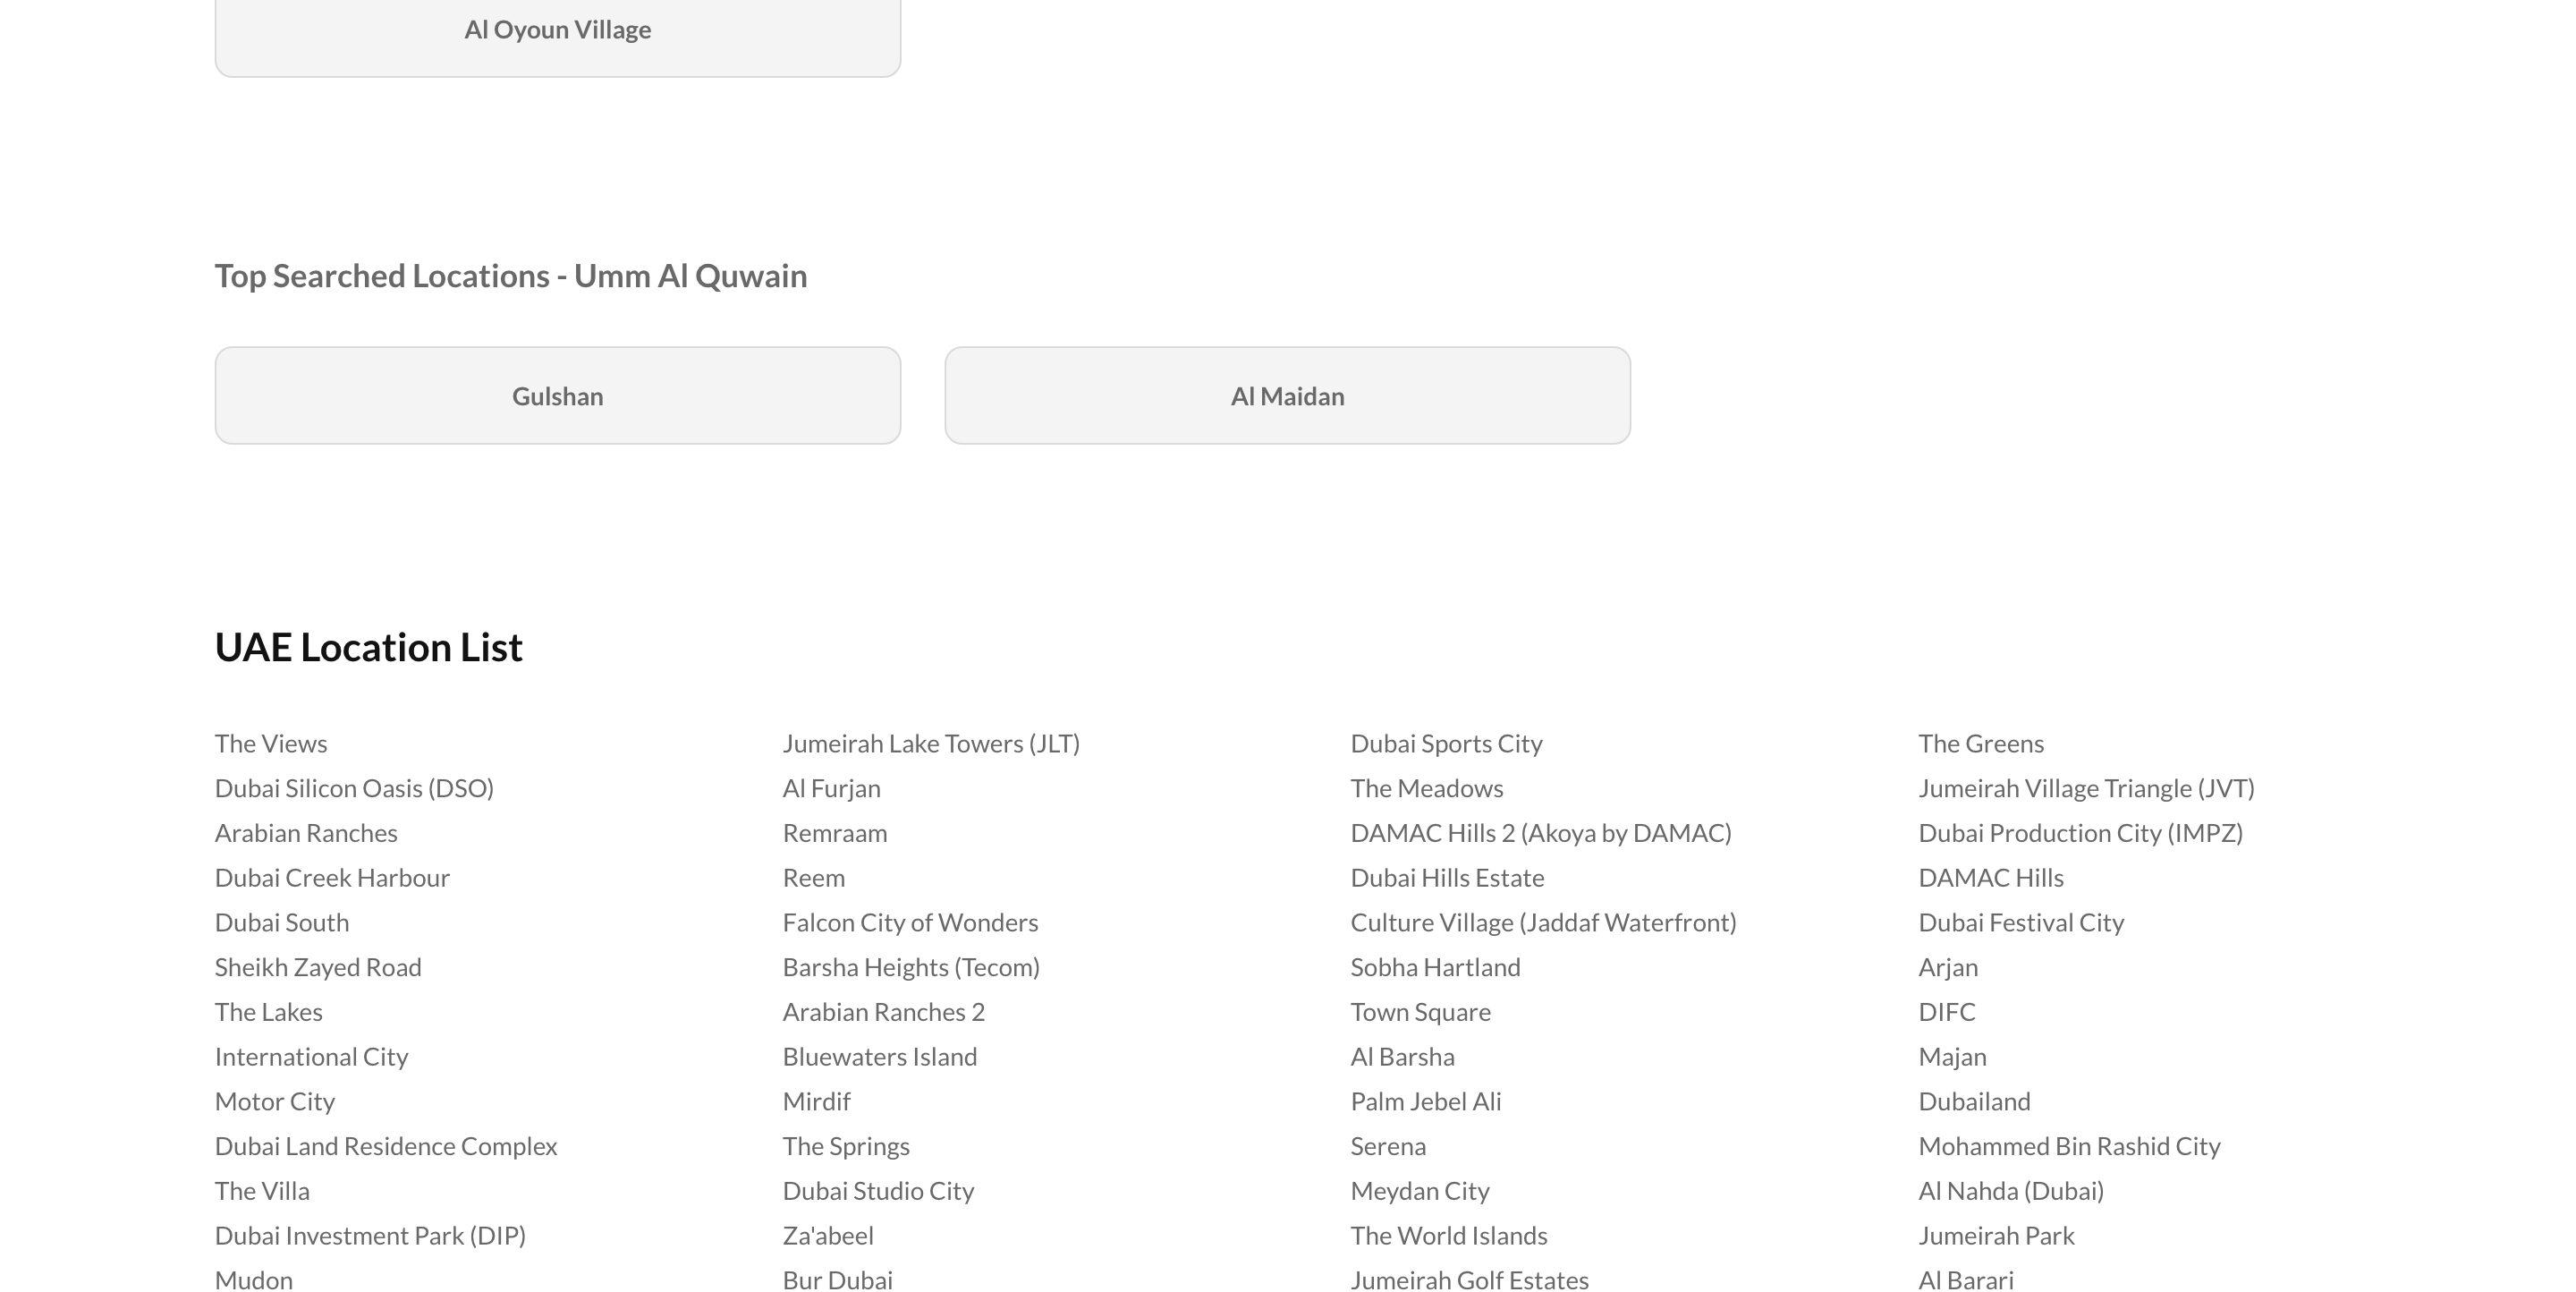 Al Oyoun Village
Top Searched Locations - Umm Al Quwain
Gulshan
Al Maidan
UAE Location List
The Views
Jumeirah Lake Towers (JLT)
Dubai Sports City
The Greens
Dubai Silicon Oasis (DSO)
Al Furjan
The Meadows
Jumeirah Village Triangle (JVT)
Arabian Ranches
Remraam
DAMAC Hills 2 (Akoya by DAMAC)
Dubai Production City (IMPZ)
Dubai Creek Harbour
Reem
Dubai Hills Estate
DAMAC Hills
Dubai South
Falcon City of Wonders
Culture Village (Jaddaf Waterfront)
Dubai Festival City
Sheikh Zayed Road
Barsha Heights (Tecom)
Sobha Hartland
Arjan
The Lakes
Arabian Ranches 2
Town Square
DIFC
International City
Bluewaters Island
Al Barsha
Majan
Motor City
Mirdif
Palm Jebel Ali
Dubailand
Dubai Land Residence Complex
The Springs
Serena
Mohammed Bin Rashid City
The Villa
Dubai Studio City
Meydan City
Al Nahda (Dubai)
Dubai Investment Park (DIP)
Za'abeel
The World Islands
Jumeirah Park
Mudon
Bur Dubai
Jumeirah Golf Estates
Al Barari